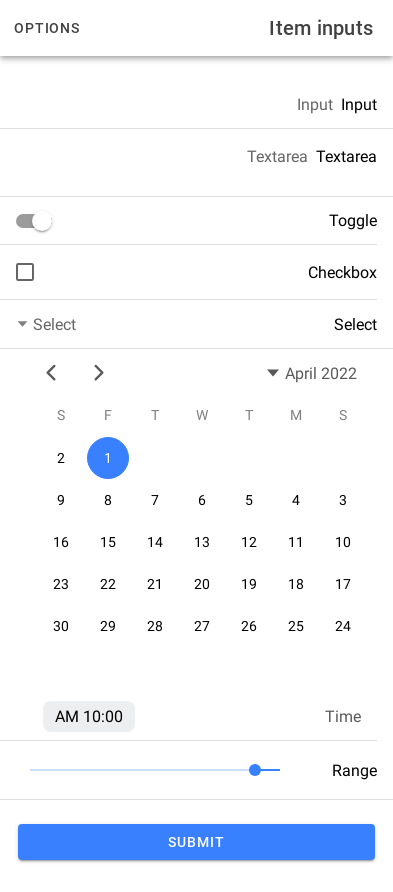 OPTIONS Item inputs
Input Input
Textarea Textarea
Toggle
Checkbox
Select Select
April 2022
S F T W T M S
2 1
9 8 7 6 5 4 3
16 15 14 13 12 11 10
23 22 21 20 19 18 17
30 29 28 27 26 25 24
AM 10:00 Time
Range
SUBMIT